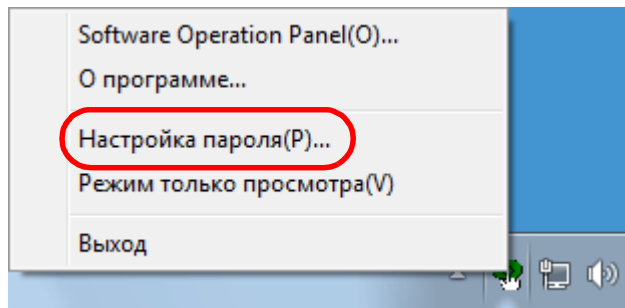 Software Operation Panel(O)...
О программе...
Настройка пароля(P)...
Режим только просмотра(V)
Выход